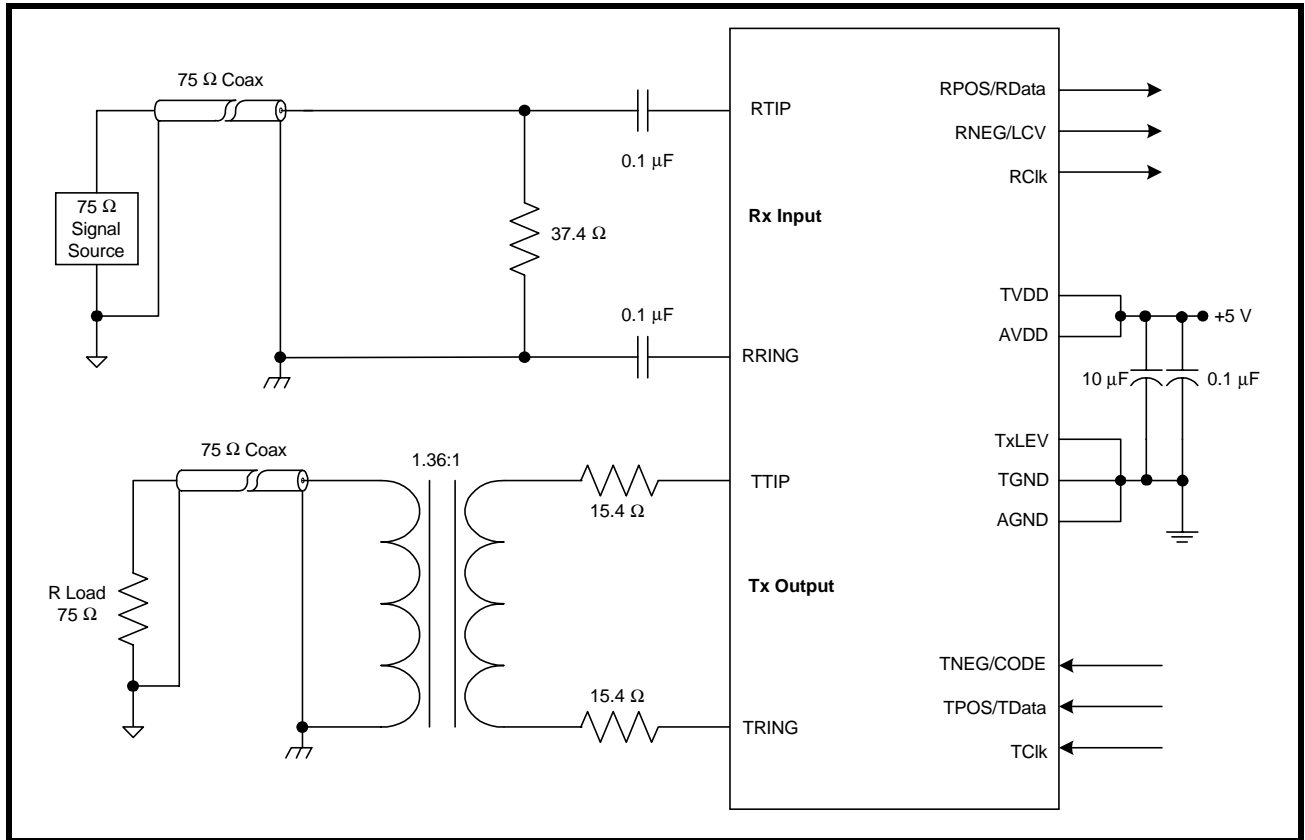 75 Ω Coax
75 Ω
Signal
Source
37.4 Ω
0.1 μF
0.1 μF
RTIP
Rx Input
RRING
RPOS/RData
RNEG/LCV
RClk
TVDD
AVDD
+5 V
10 μF
0.1 μF
TxLEV
TGND
AGND
75 Ω Coax
1.36:1
R Load
75 Ω
15.4 Ω
15.4 Ω
TTIP
Tx Output
TRING
TNEG/CODE
TPOS/TData
TClk